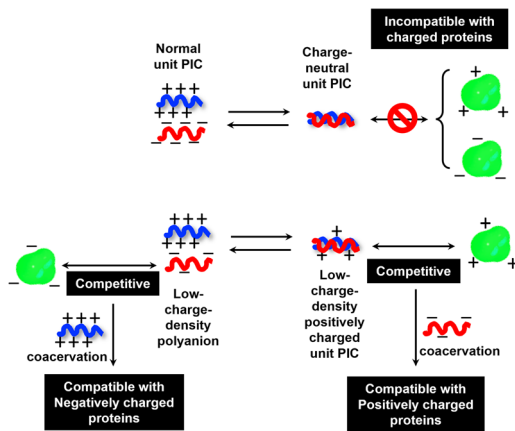 Incompatible with
charged proteins
Normal
unit PIC
Charge-
neutral
unit PIC
+++
+++
– – – –
+
+
+
–
–
–
+++
+++
–
–
–
–
–
–
+
+
+
+
+
+
Competitive
Low-
charge-
density
polyanion
Low-
charge-
density
positively
charged
unit PIC
Competitive
+++
+++
coacervation
–
–
–
coacervation
Compatible with
Negatively charged
proteins
Compatible with
Positively charged
proteins